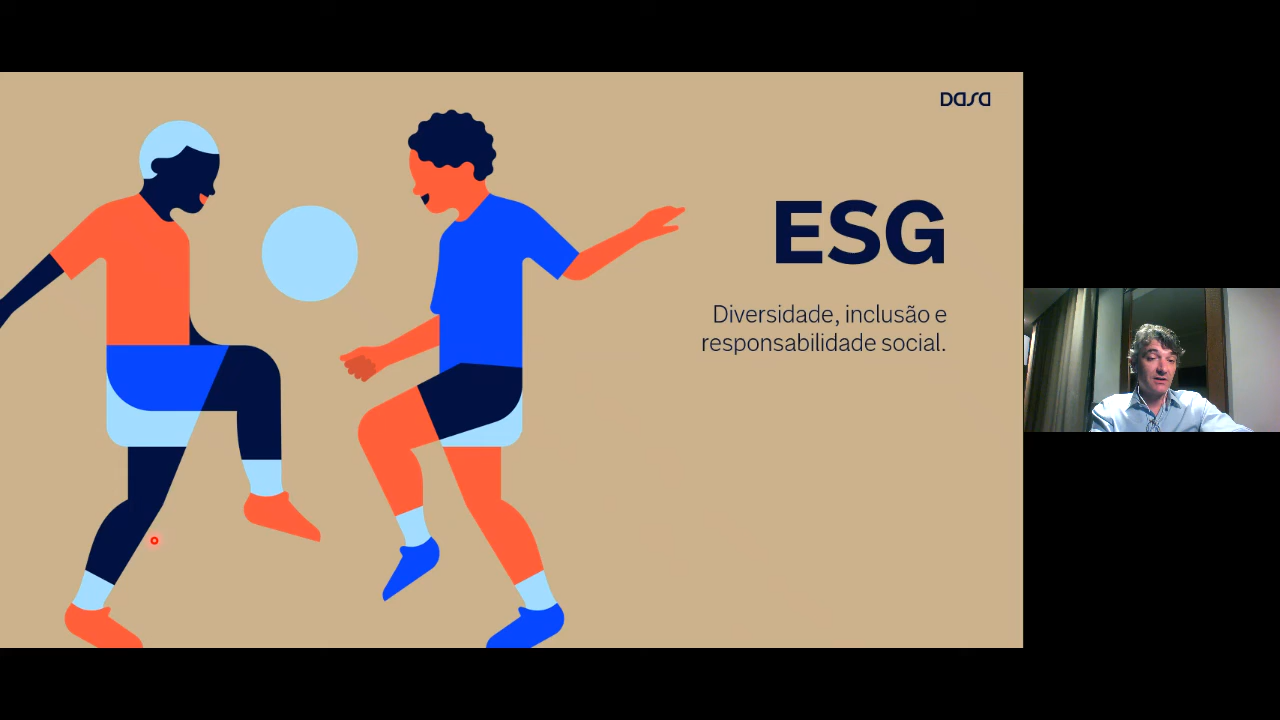 Dasa
ESG
Diversidade, inclusão e
responsabilidade social.